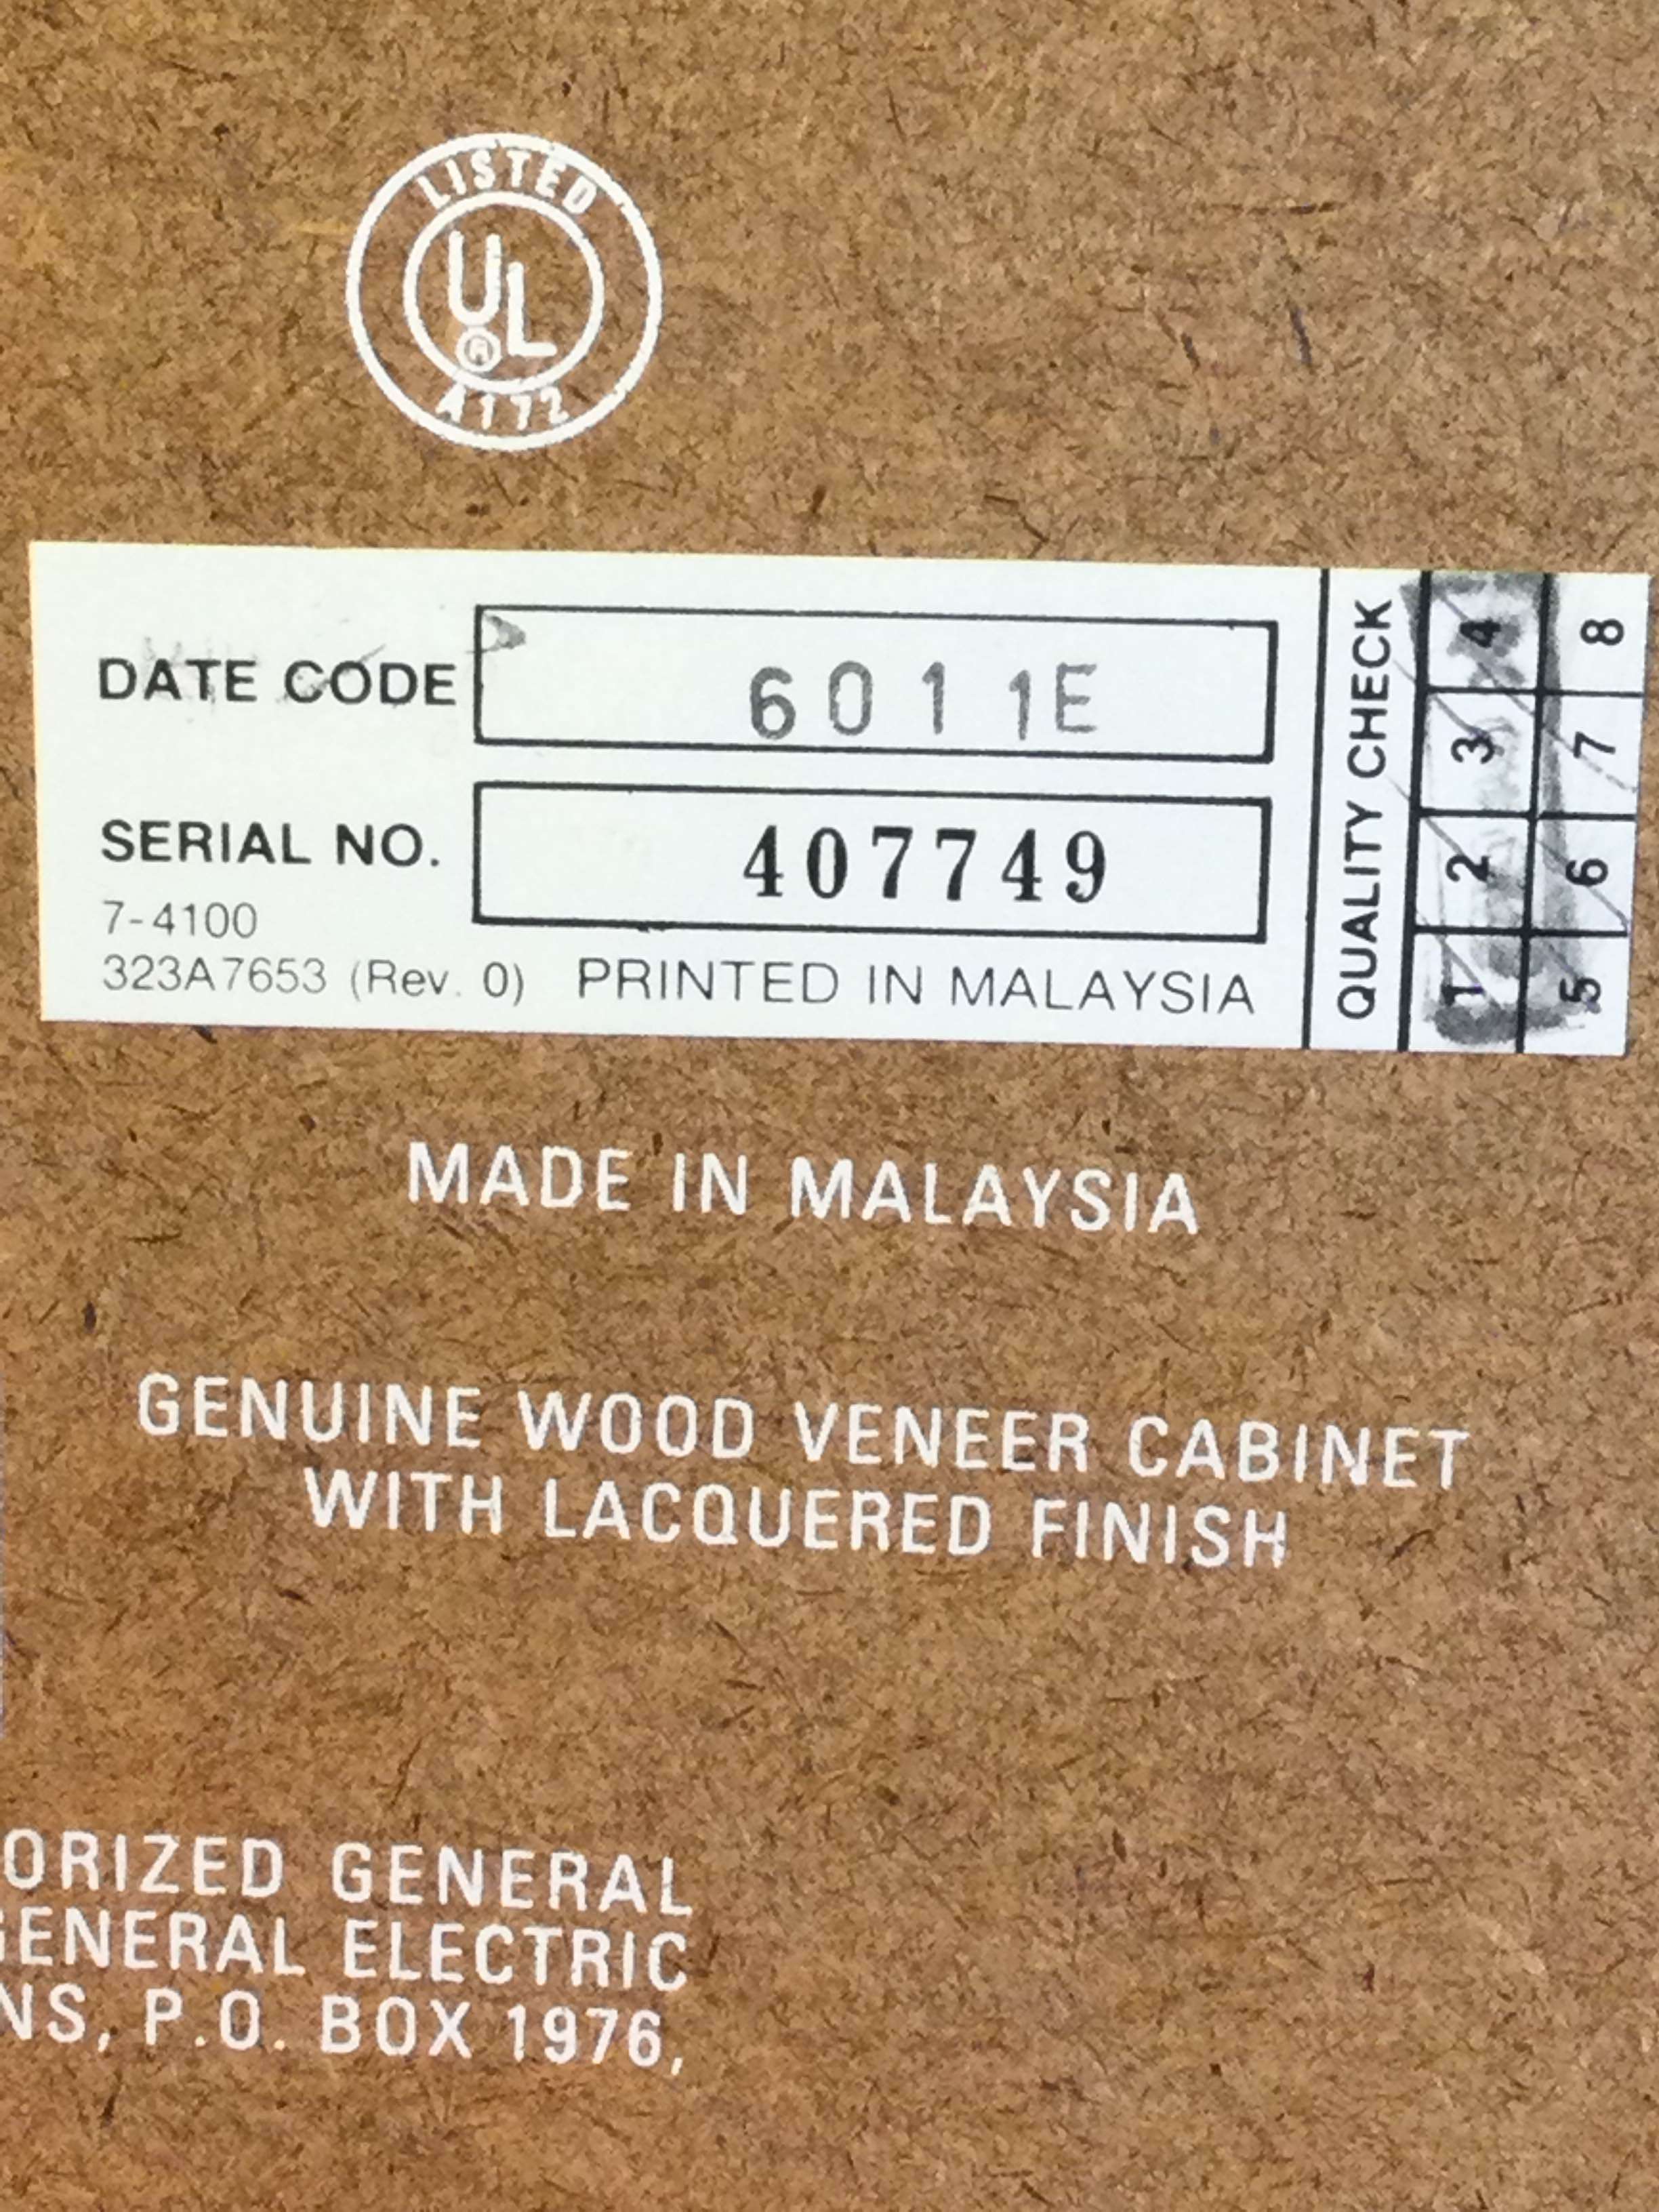 LISTED
UL
®
A172
DATE CODE 6011E
SERIAL NO. 407749
7-4100
323A7653 (Rev. 0) PRINTED IN MALAYSIA
QUALITY CHECK
4 8
3 7
2 6
1 5
MADE IN MALAYSIA
GENUINE WOOD VENEER CABINET
WITH LACQUERED FINISH
ORIZED GENERAL
GENERAL ELECTRIC
NS, P.O. BOX 1976,